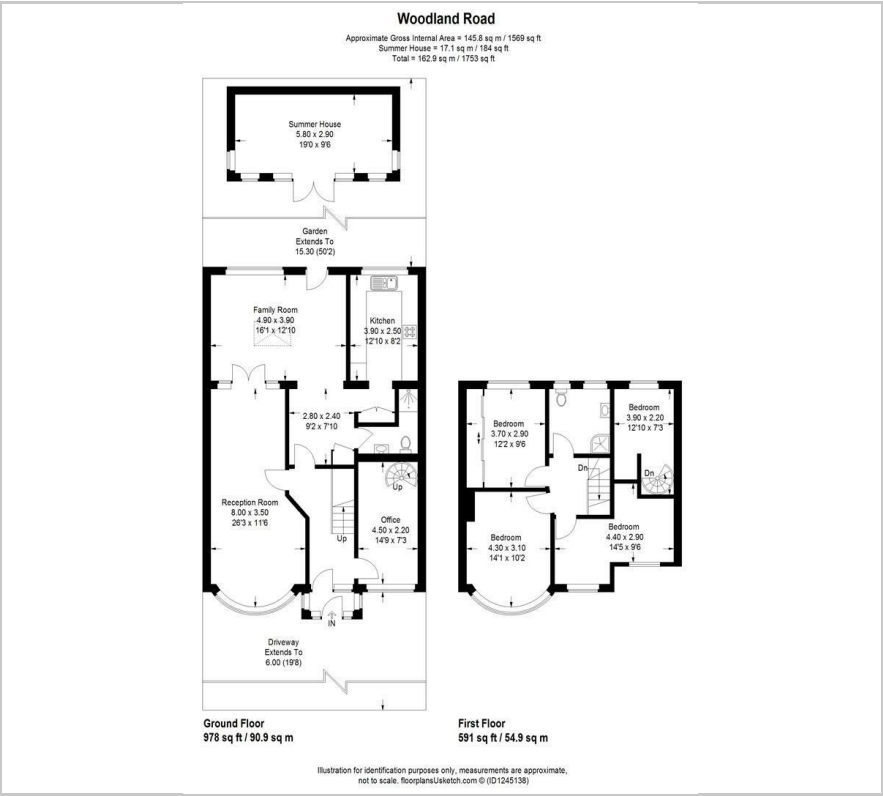 Woodland Road
Approximate Gross Internal Area = 145.8 sq m / 1569 sq ft
Summer House = 17.1 sq m / 184 sq ft
Total = 162.9 sq m / 1753 sq ft
Summer House
5.80 x 2.90
19'0 x 9'6
Garden
Extends To
15.30 (50'2)
Family Room
4.90 x 3.90
16'1 x 12'10
Kitchen
3.90 x 2.50
12'10 x 8'2
2.80 x 2.40
9'2 x 7'10
Up
Reception Room
8.00 x 3.50
26'3 x 11'6
Office
4.50 x 2.20
14'9 x 7'3
Up
IN
Driveway
Extends To
6.00 (19'8)
Bedroom
3.70 x 2.90
12'2 x 9'6
Bedroom
3.90 x 2.20
12'10 x 7'3
Dn
Dn
Bedroom
4.30 x 3.10
14'1 x 10'2
Bedroom
4.40 x 2.90
14'5 x 9'6
Ground Floor
978 sq ft / 90.9 sq m
First Floor
591 sq ft / 54.9 sq m
Illustration for identification purposes only, measurements are approximate,
not to scale. floorplansUsketch.com © (ID1245138)